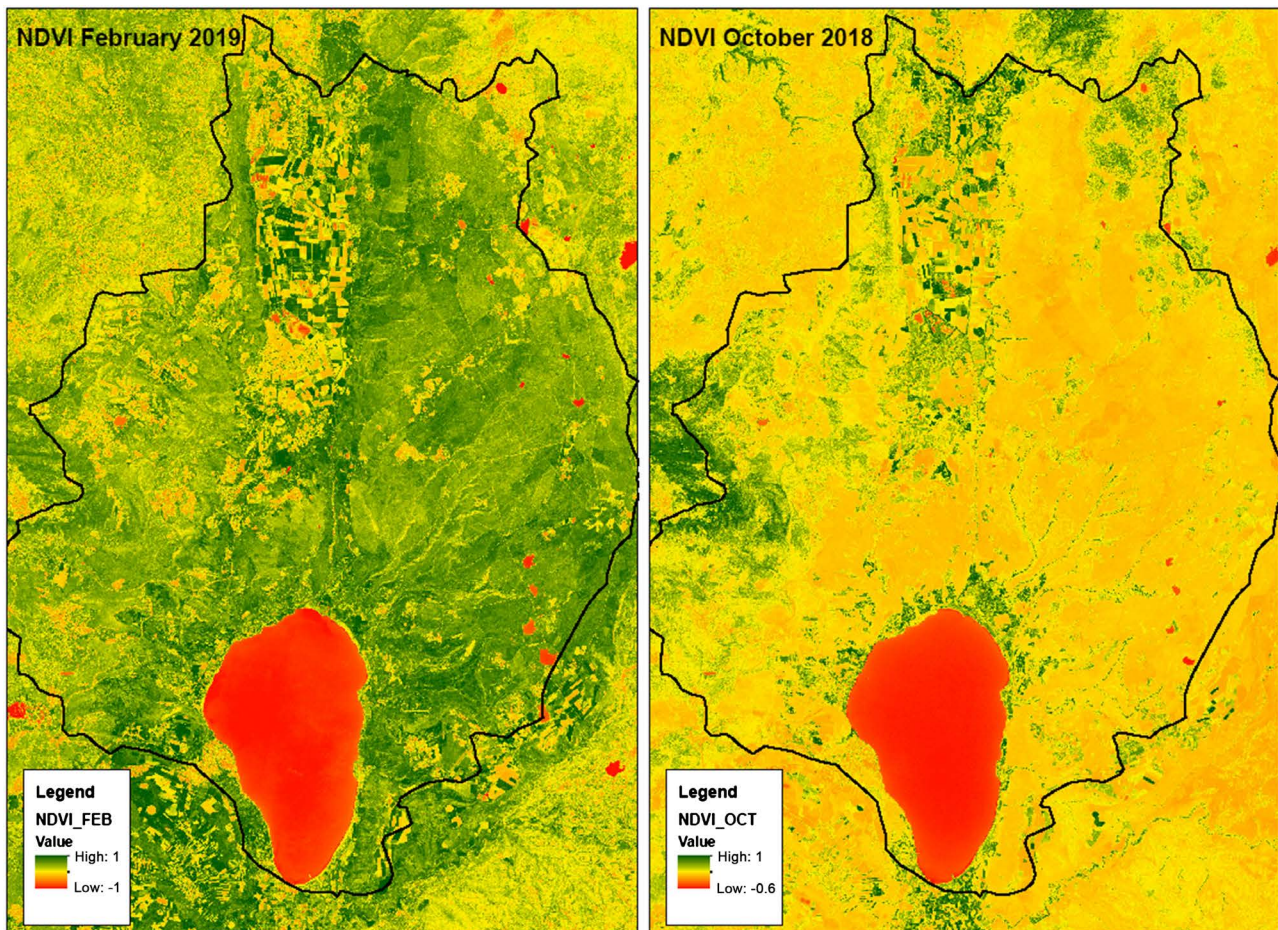 NDVI February 2019
Legend
NDVI_FEB
Value
High: 1
Low: -1
NDVI October 2018
Legend
NDVI_OCT
Value
High: 1
Low: -0.6